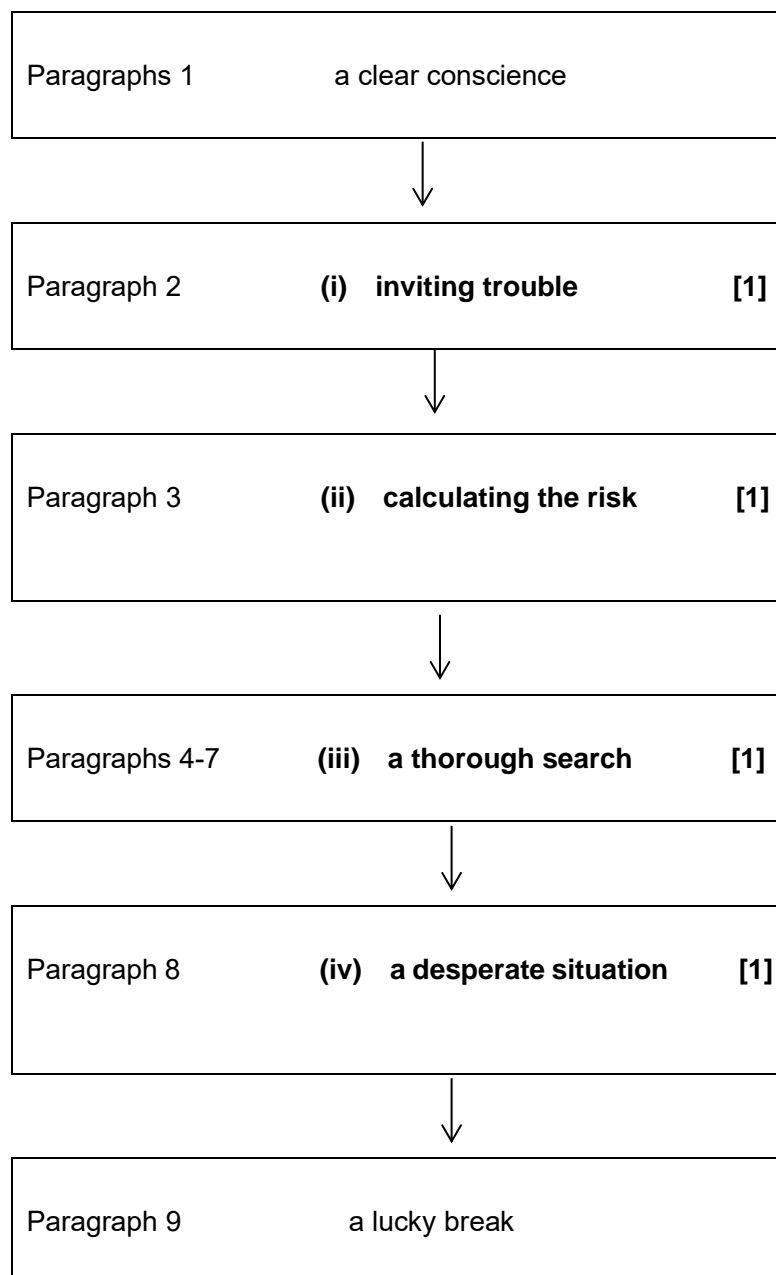 Paragraphs 1 a clear conscience
Paragraph 2 (i) inviting trouble [1]
Paragraph 3 (ii) calculating the risk [1]
Paragraphs 4-7 (iii) a thorough search [1]
Paragraph 8 (iv) a desperate situation [1]
Paragraph 9 a lucky break